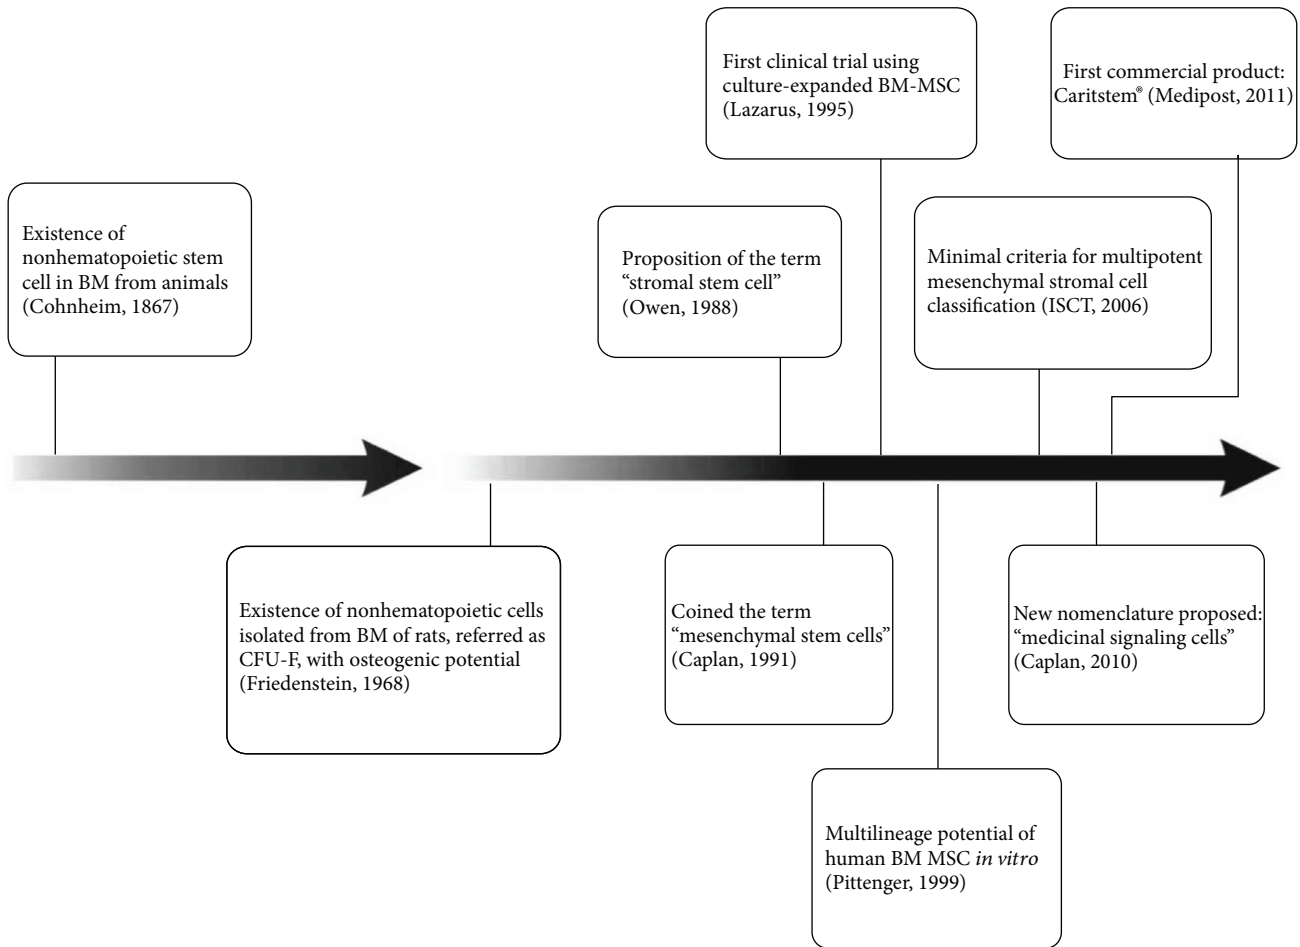 First clinical trial using
culture-expanded BM-MSC
(Lazarus, 1995)
First commercial product:
Caritstem® (Medipost, 2011)
Existence of
nonhematopoietic stem
cell in BM from animals
(Cohnheim, 1867)
Proposition of the term
“stromal stem cell”
(Owen, 1988)
Minimal criteria for multipotent
mesenchymal stromal cell
classification (ISCT, 2006)
Existence of nonhematopoietic cells
isolated from BM of rats, referred as
CFU-F, with osteogenic potential
(Friedenstein, 1968)
Coined the term
“mesenchymal stem cells”
(Caplan, 1991)
New nomenclature proposed:
“medicinal signaling cells”
(Caplan, 2010)
Multilineage potential of
human BM MSC in vitro
(Pittenger, 1999)